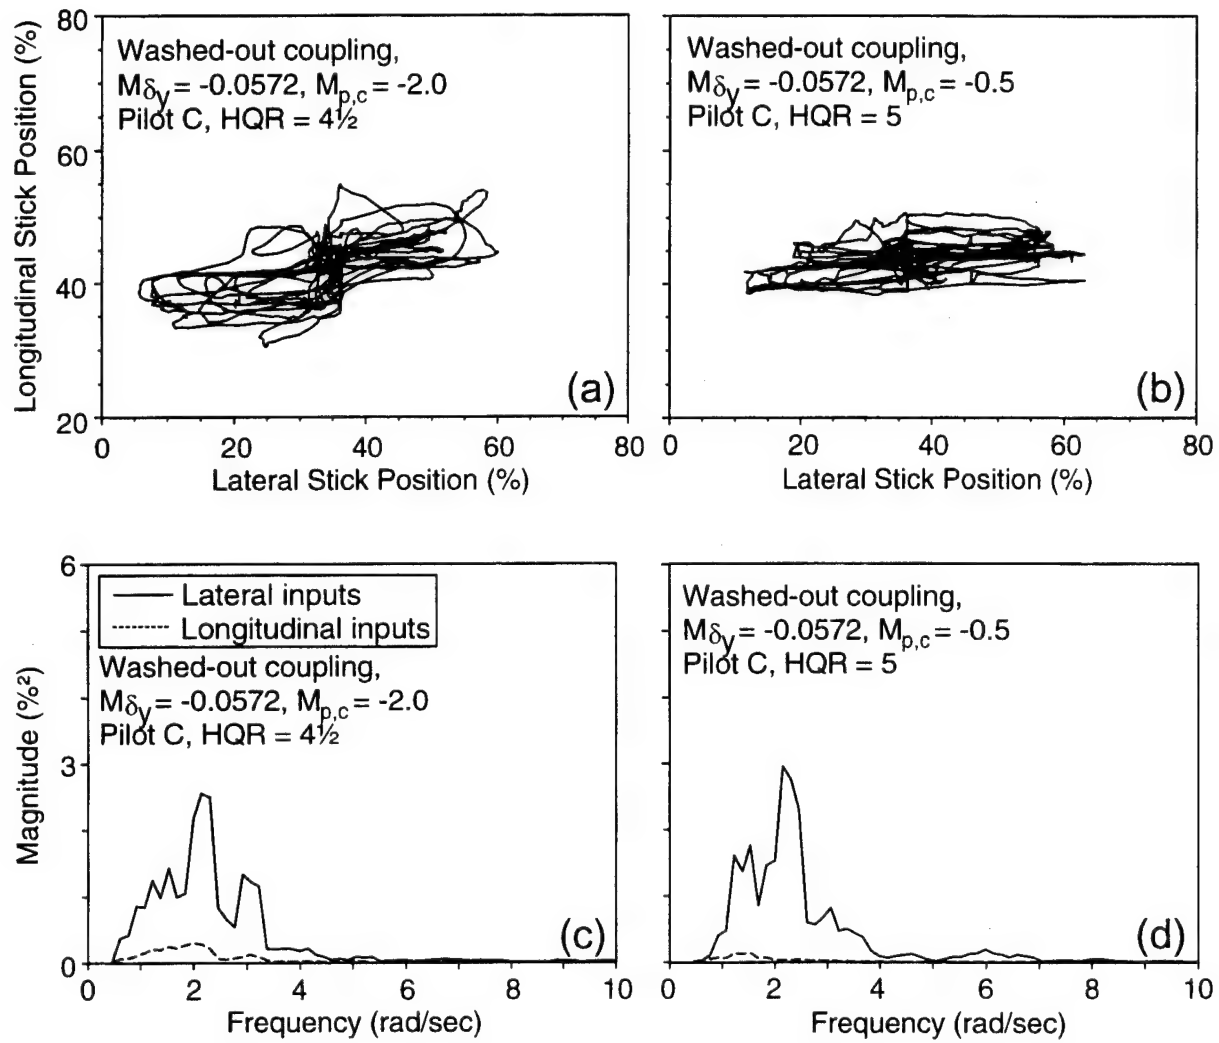 Longitudinal Stick Position (%)
80
60
40
20
Washed-out coupling,
Mδy = -0.0572, Mp,c = -2.0
Pilot C, HQR = 4½
(a)
0 20 40 60 80
Lateral Stick Position (%)
Washed-out coupling,
Mδy = -0.0572, Mp,c = -0.5
Pilot C, HQR = 5
(b)
0 20 40 60 80
Lateral Stick Position (%)
Magnitude (%²)
6
3
0
Lateral inputs
Longitudinal inputs
Washed-out coupling,
Mδy = -0.0572, Mp,c = -2.0
Pilot C, HQR = 4½
(c)
0 2 4 6 8 10
Frequency (rad/sec)
Washed-out coupling,
Mδy = -0.0572, Mp,c = -0.5
Pilot C, HQR = 5
(d)
0 2 4 6 8 10
Frequency (rad/sec)